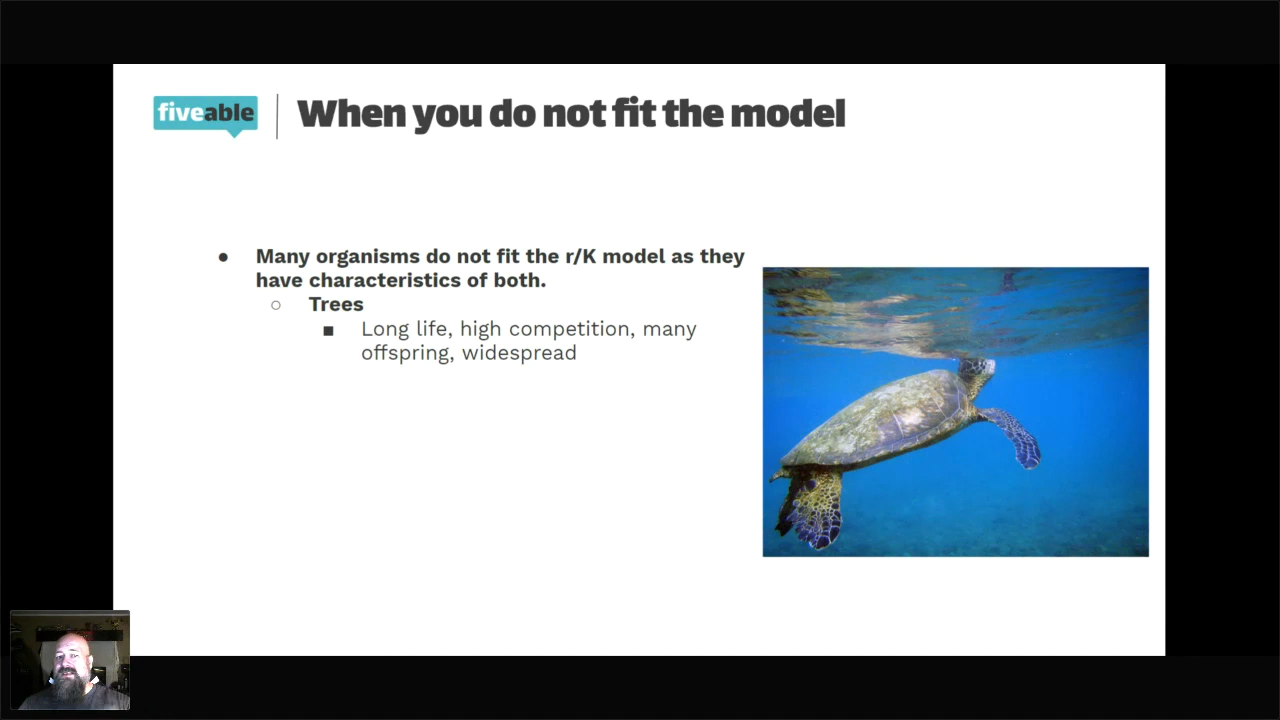 fiveable
When you do not fit the model
● Many organisms do not fit the r/K model as they
have characteristics of both.
○ Trees
■ Long life, high competition, many
offspring, widespread